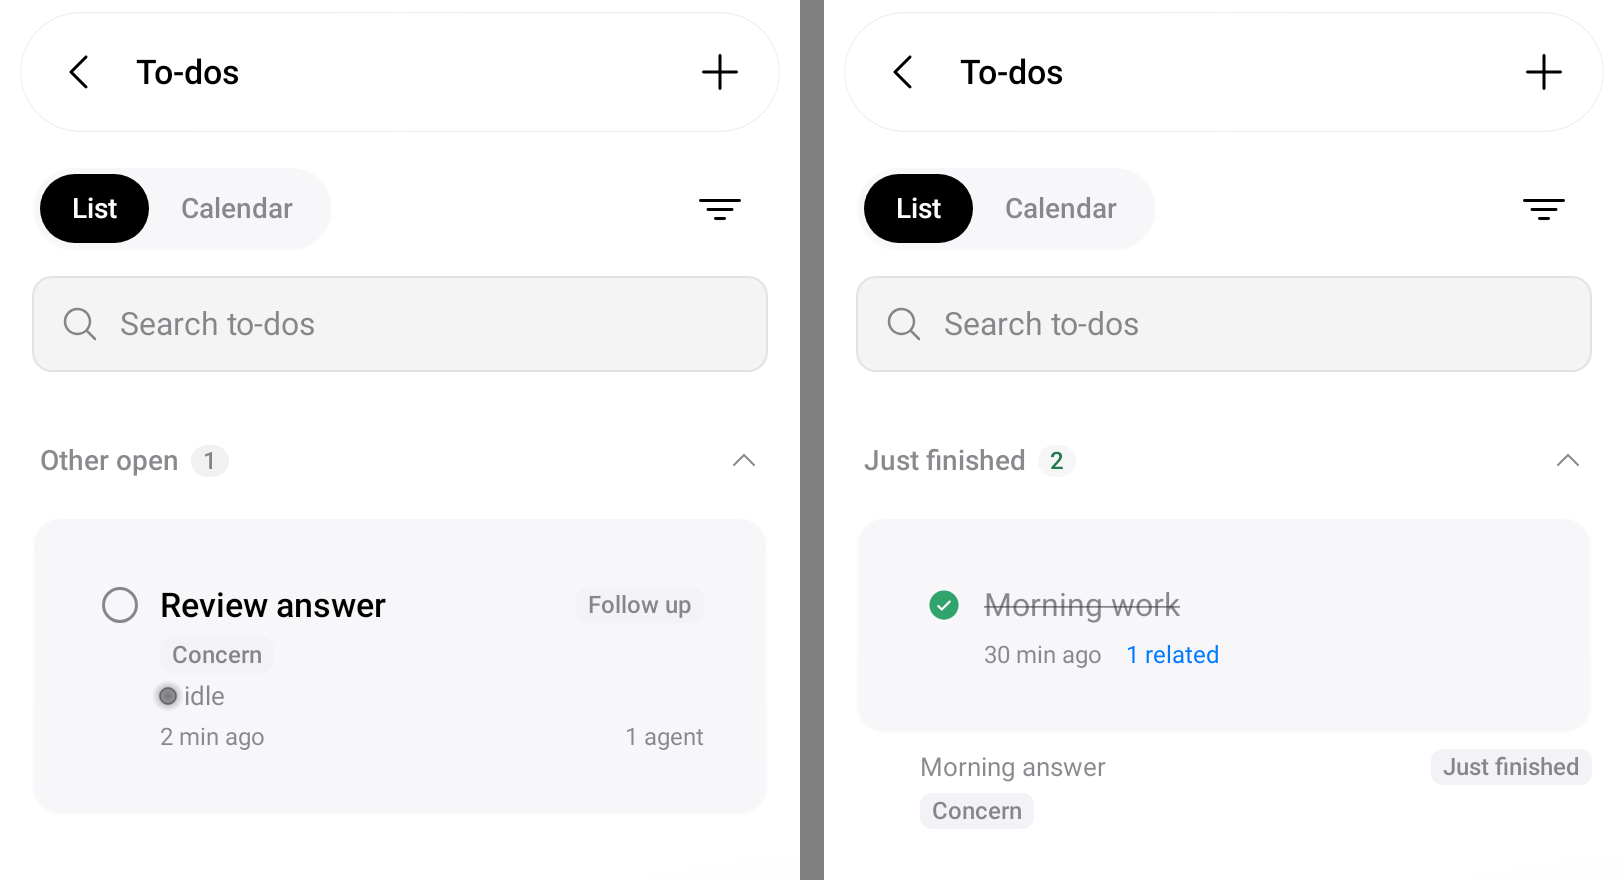 To-dos
List Calendar
Search to-dos
Other open 1
Review answer Follow up
Concern
idle
2 min ago 1 agent
To-dos
List Calendar
Search to-dos
Just finished 2
Morning work
30 min ago 1 related
Morning answer Just finished
Concern